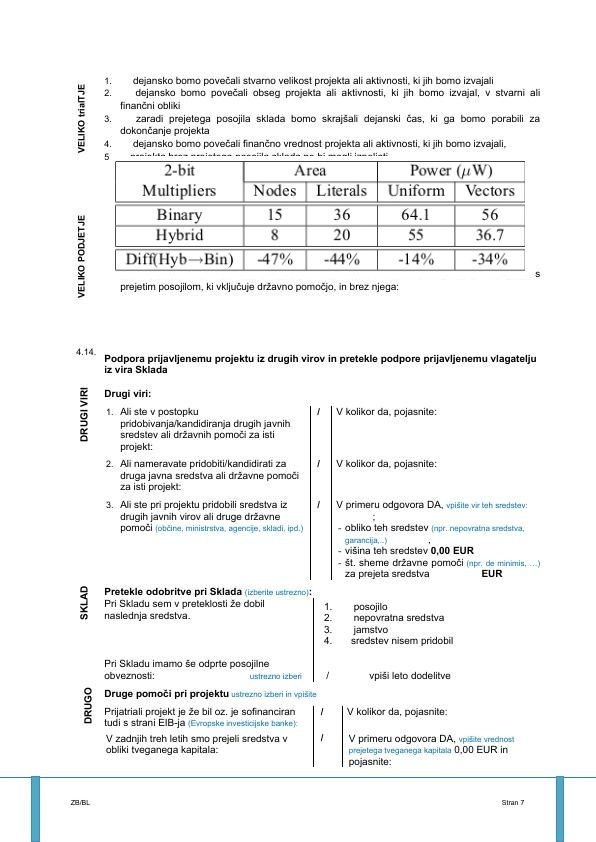 VELIKO triaITJE
1. dejansko bomo povečali stvarno velikost projekta ali aktivnosti, ki jih bomo izvajali
2. dejansko bomo povečali obseg projekta ali aktivnosti, ki jih bomo izvajal, v stvarni ali
finančni obliki
3. zaradi prejetega posojila sklada bomo skrajšali dejanski čas, ki ga bomo porabili za
dokončanje projekta
4. dejansko bomo povečali finančno vrednost projekta ali aktivnosti, ki jih bomo izvajali,
5
2-bit Area Power (μW)
Multipliers Nodes Literals Uniform Vectors
Binary 15 36 64.1 56
Hybrid 8 20 55 36.7
Diff(Hyb→Bin) -47% -44% -14% -34%
VELIKO PODJETJE
s
prejetim posojilom, ki vključuje državno pomočjo, in brez njega:
4.14.
Podpora prijavljenemu projektu iz drugih virov in pretekle podpore prijavljenemu vlagatelju
iz vira Sklada
DRUGI VIRI
Drugi viri:
1. Ali ste v postopku / V kolikor da, pojasnite:
pridobivanja/kandidiranja drugih javnih
sredstev ali državnih pomoči za isti
projekt:
2. Ali nameravate pridobiti/kandidirati za / V kolikor da, pojasnite:
druga javna sredstva ali državne pomoči
za isti projekt:
3. Ali ste pri projektu pridobili sredstva iz / V primeru odgovora DA, vpišite vir teh sredstev:
drugih javnih virov ali druge državne ;
pomoči (občine, ministrstva, agencije, skladi, ipd.) - obliko teh sredstev (npr. nepovratna sredstva,
garancija,..) ,
- višina teh sredstev 0,00 EUR
- št. sheme državne pomoči (npr. de minimis,....)
za prejeta sredstva EUR
SKLAD
Pretekle odobritve pri Sklada (izberite ustrezno):
Pri Skladu sem v preteklosti že dobil 1. posojilo
naslednja sredstva. 2. nepovratna sredstva
3. jamstvo
4. sredstev nisem pridobil
Pri Skladu imamo še odprte posojilne
obveznosti: ustrezno izberi / vpiši leto dodelitve
DRUGO
Druge pomoči pri projektu ustrezno izberi in vpišite
Prijatriali projekt je že bil oz. je sofinanciran / V kolikor da, pojasnite:
tudi s strani EIB-ja (Evropske investicijske banke):
V zadnjih treh letih smo prejeli sredstva v / V primeru odgovora DA, vpišite vrednost
obliki tveganega kapitala: prejetega tveganega kapitala 0,00 EUR in
pojasnite:
ZB/BL Stran 7